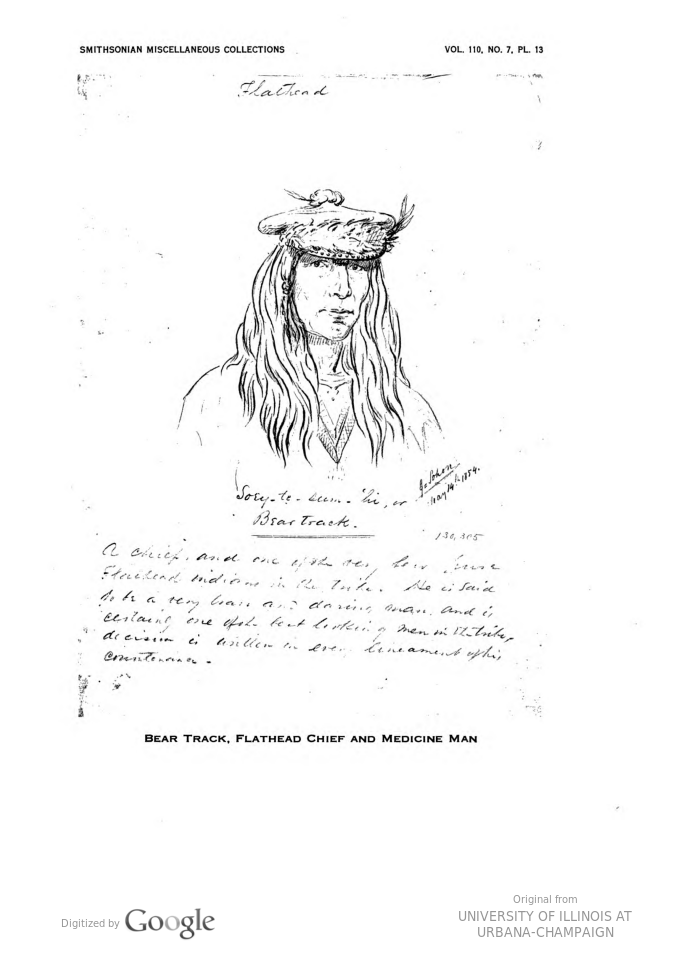 SMITHSONIAN MISCELLANEOUS COLLECTIONS VOL. 110, NO. 7, PL. 13
Flathead
Soey-te-sum-'hi, or
Bear Track.
G. Sohon.
May 14th 1854.
130,305
A chief, and one of the very few pure
Flathead indians in the tribe. He is said
to be a very brave and daring man, and is
certainly one of the best looking men in the tribe,
decision is written in every lineament of his
countenance.
BEAR TRACK, FLATHEAD CHIEF AND MEDICINE MAN
Digitized by Google
Original from
UNIVERSITY OF ILLINOIS AT
URBANA-CHAMPAIGN